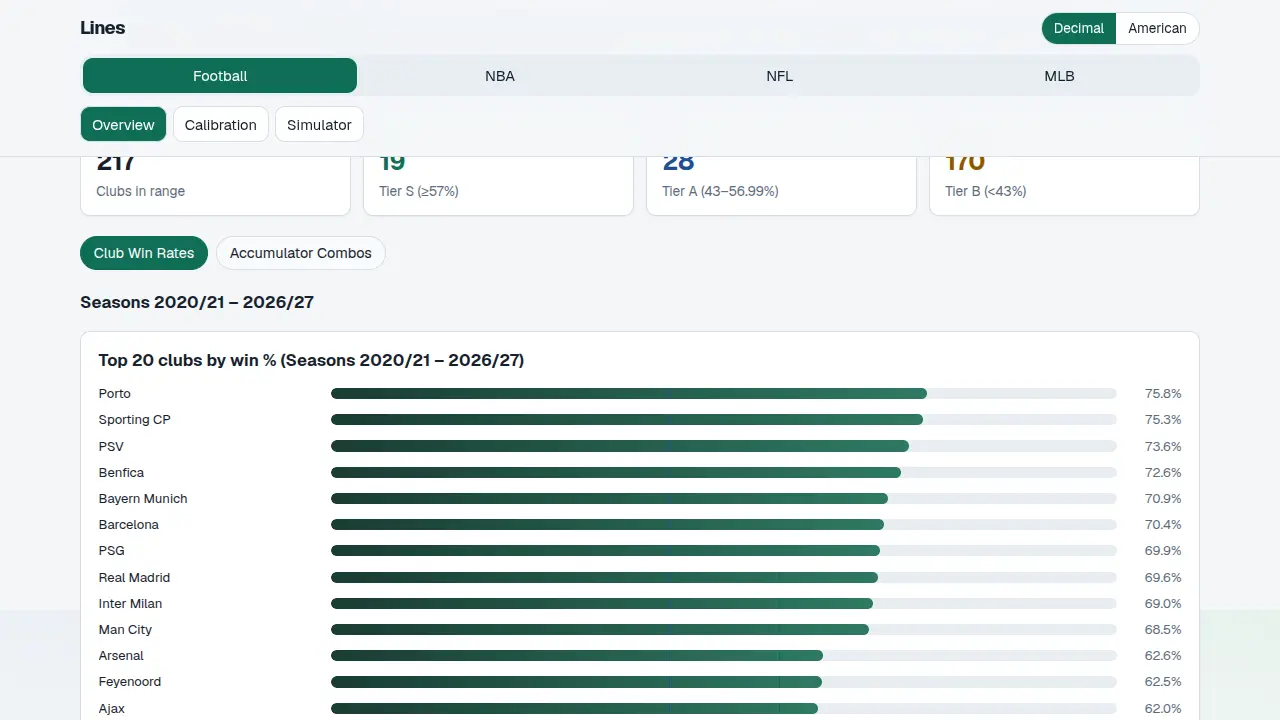 Lines
Decimal American
Football NBA NFL MLB
Overview Calibration Simulator
217 19 28 170
Clubs in range Tier S (≥57%) Tier A (43–56.99%) Tier B (<43%)
Club Win Rates Accumulator Combos
Seasons 2020/21 – 2026/27
Top 20 clubs by win % (Seasons 2020/21 – 2026/27)
Porto 75.8%
Sporting CP 75.3%
PSV 73.6%
Benfica 72.6%
Bayern Munich 70.9%
Barcelona 70.4%
PSG 69.9%
Real Madrid 69.6%
Inter Milan 69.0%
Man City 68.5%
Arsenal 62.6%
Feyenoord 62.5%
Ajax 62.0%